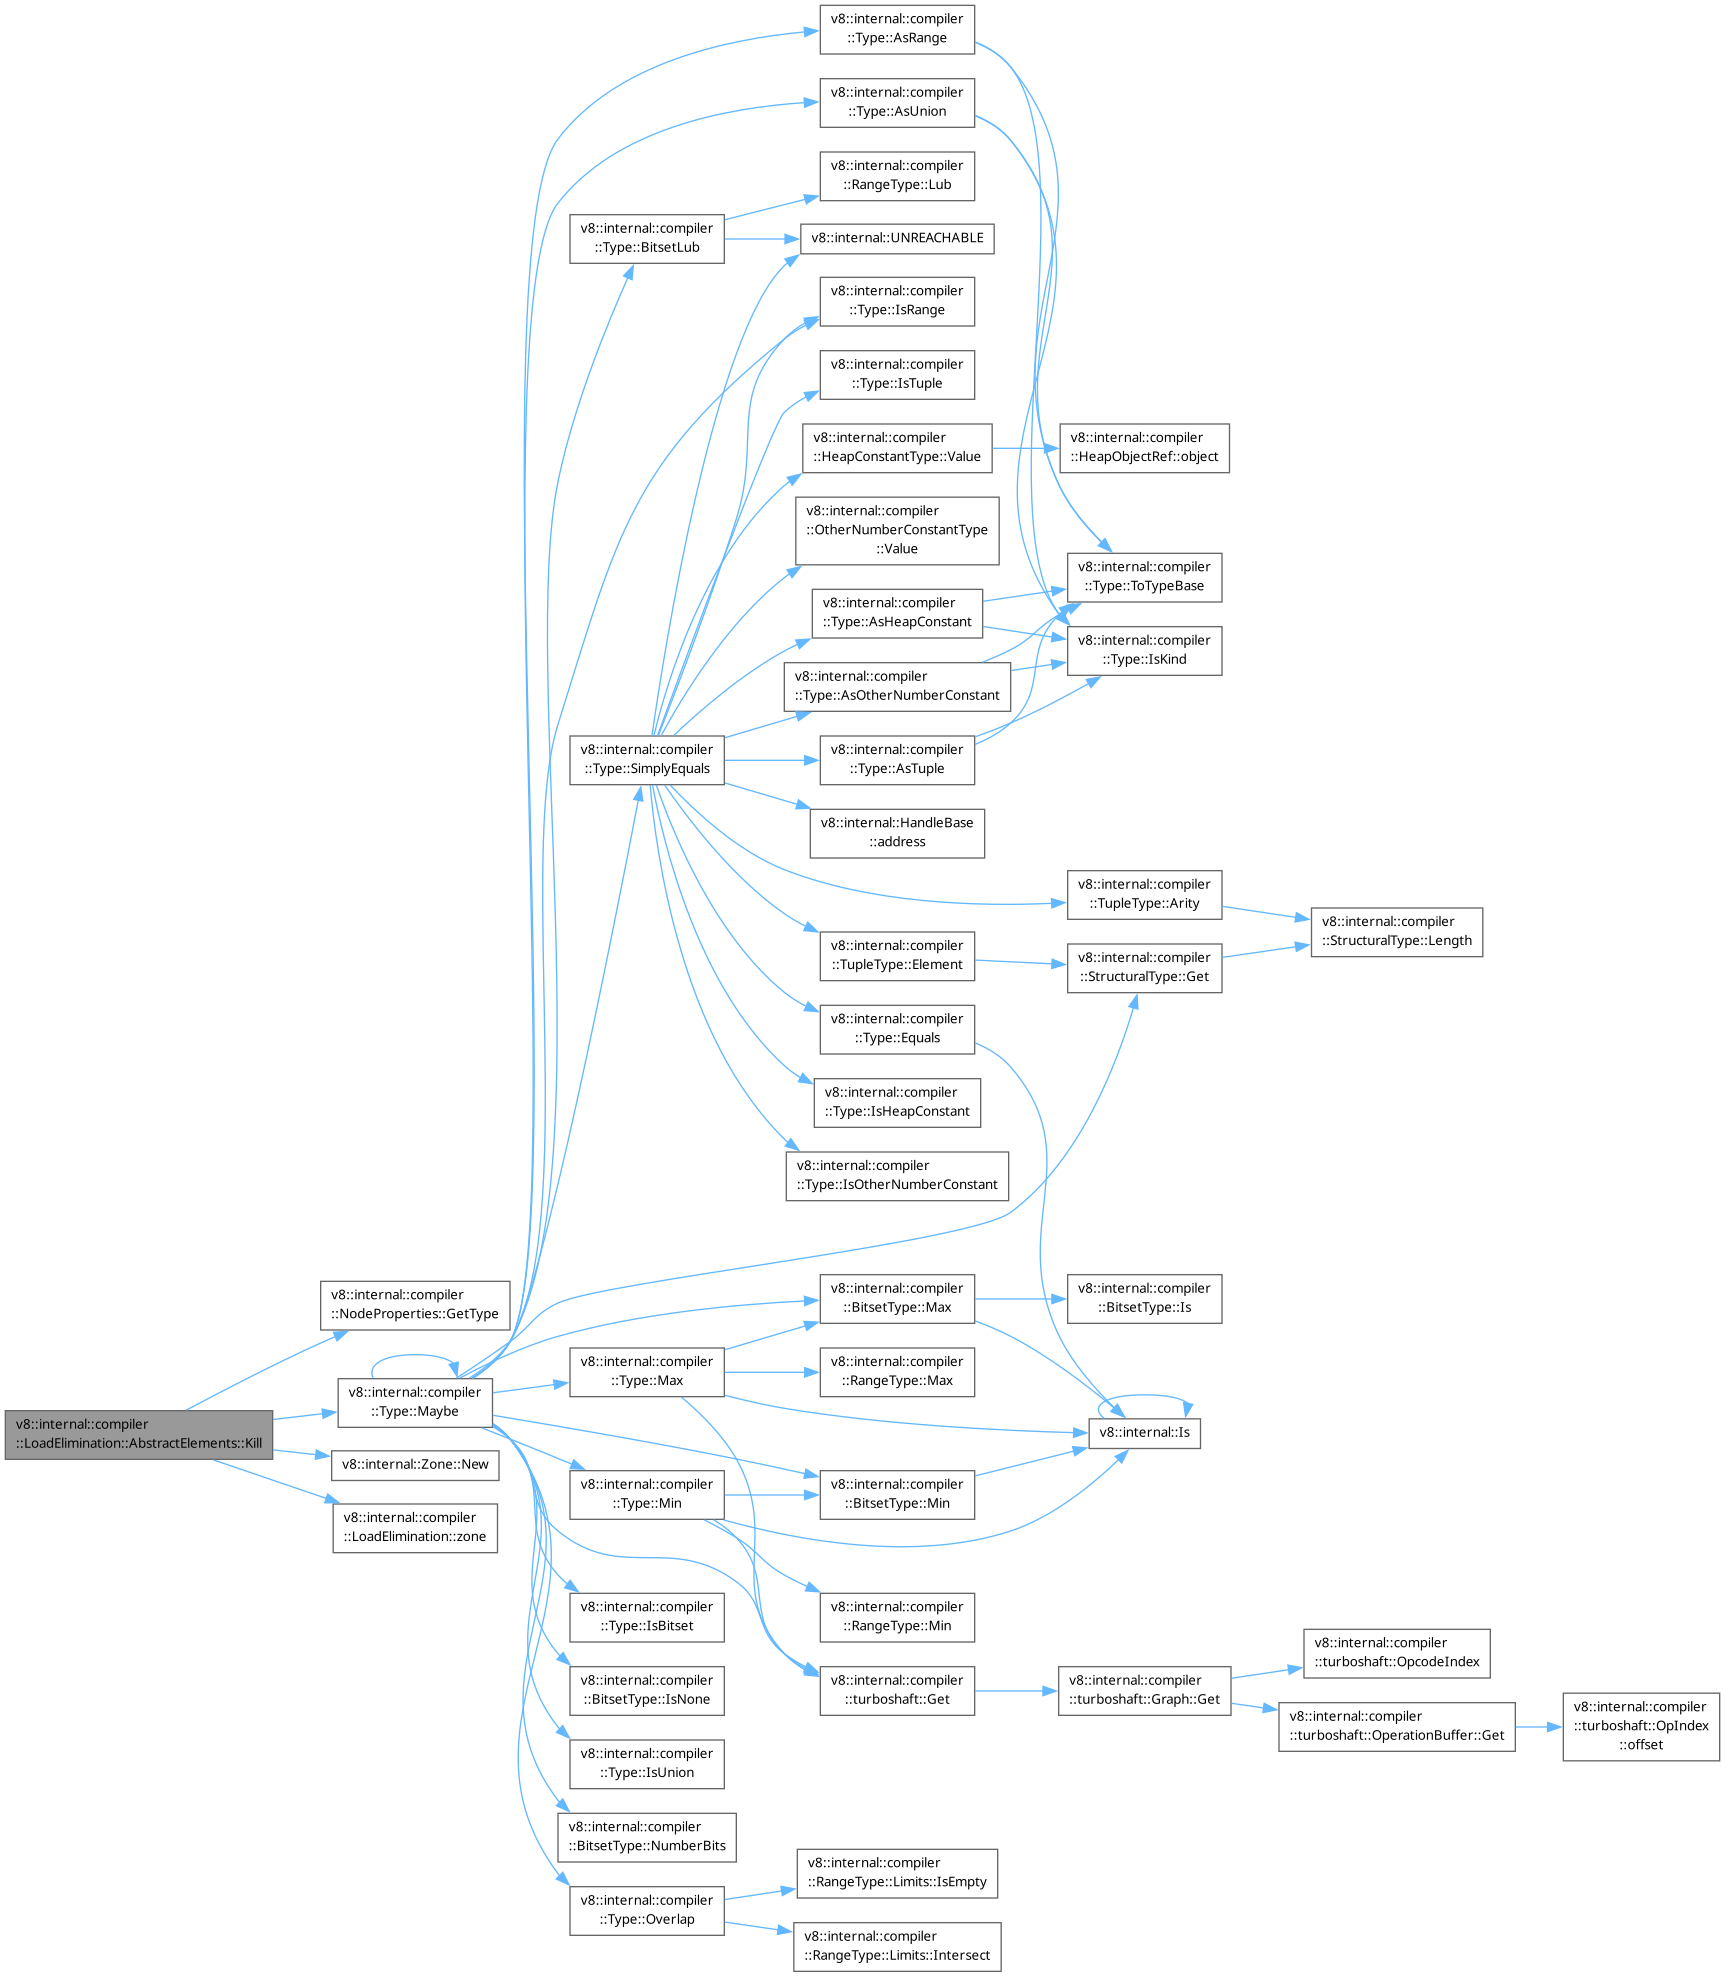 v8::internal::compiler
::LoadElimination::AbstractElements::Kill
v8::internal::compiler
::NodeProperties::GetType
v8::internal::compiler
::Type::Maybe
v8::internal::Zone::New
v8::internal::compiler
::LoadElimination::zone
v8::internal::compiler
::Type::BitsetLub
v8::internal::compiler
::Type::SimplyEquals
v8::internal::compiler
::Type::Max
v8::internal::compiler
::Type::Min
v8::internal::compiler
::Type::IsBitset
v8::internal::compiler
::BitsetType::IsNone
v8::internal::compiler
::Type::IsUnion
v8::internal::compiler
::BitsetType::NumberBits
v8::internal::compiler
::Type::Overlap
v8::internal::compiler
::Type::AsRange
v8::internal::compiler
::Type::AsUnion
v8::internal::compiler
::RangeType::Lub
v8::internal::UNREACHABLE
v8::internal::compiler
::Type::IsRange
v8::internal::compiler
::Type::IsTuple
v8::internal::compiler
::HeapConstantType::Value
v8::internal::compiler
::OtherNumberConstantType
::Value
v8::internal::compiler
::Type::AsHeapConstant
v8::internal::compiler
::Type::AsOtherNumberConstant
v8::internal::compiler
::Type::AsTuple
v8::internal::HandleBase
::address
v8::internal::compiler
::TupleType::Element
v8::internal::compiler
::Type::Equals
v8::internal::compiler
::Type::IsHeapConstant
v8::internal::compiler
::Type::IsOtherNumberConstant
v8::internal::compiler
::BitsetType::Max
v8::internal::compiler
::RangeType::Max
v8::internal::compiler
::BitsetType::Min
v8::internal::compiler
::RangeType::Min
v8::internal::compiler
::turboshaft::Get
v8::internal::compiler
::RangeType::Limits::IsEmpty
v8::internal::compiler
::RangeType::Limits::Intersect
v8::internal::compiler
::HeapObjectRef::object
v8::internal::compiler
::Type::ToTypeBase
v8::internal::compiler
::Type::IsKind
v8::internal::compiler
::TupleType::Arity
v8::internal::compiler
::StructuralType::Get
v8::internal::compiler
::BitsetType::Is
v8::internal::Is
v8::internal::compiler
::turboshaft::Graph::Get
v8::internal::compiler
::StructuralType::Length
v8::internal::compiler
::turboshaft::OpcodeIndex
v8::internal::compiler
::turboshaft::OperationBuffer::Get
v8::internal::compiler
::turboshaft::OpIndex
::offset